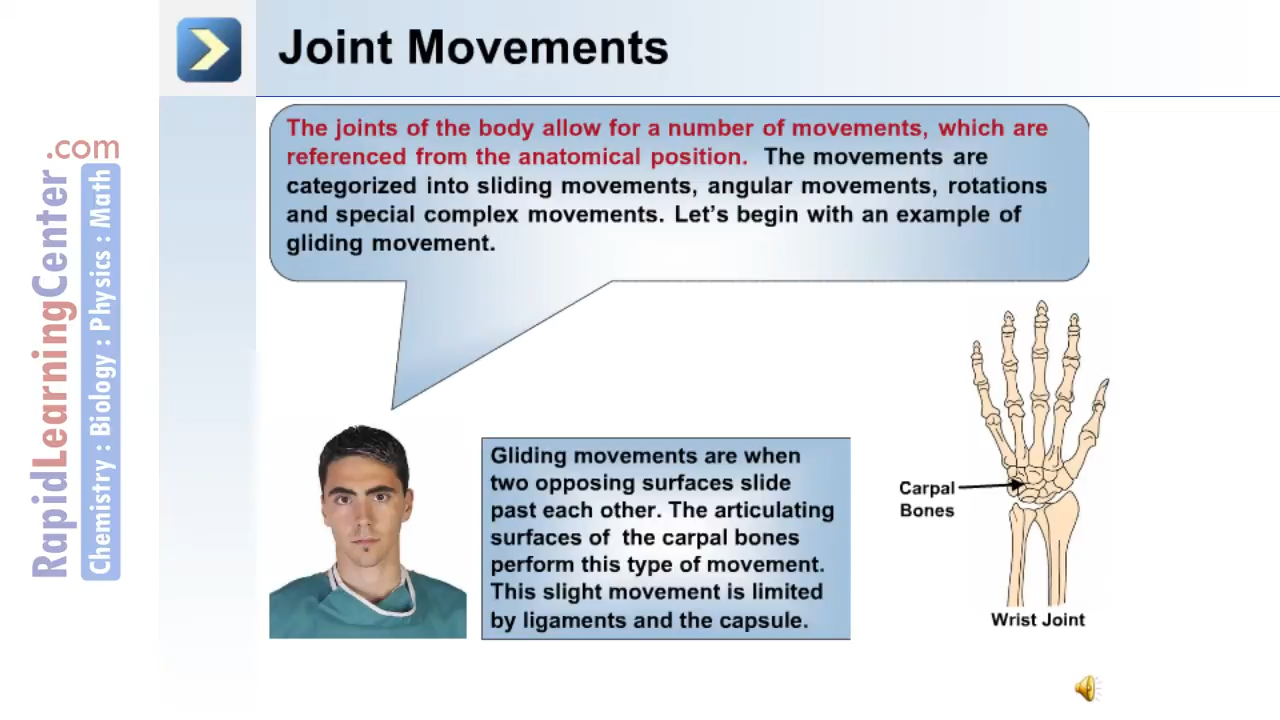 Joint Movements
The joints of the body allow for a number of movements, which are
referenced from the anatomical position. The movements are
categorized into sliding movements, angular movements, rotations
and special complex movements. Let's begin with an example of
gliding movement.
Gliding movements are when
two opposing surfaces slide
past each other. The articulating
surfaces of the carpal bones
perform this type of movement.
This slight movement is limited
by ligaments and the capsule.
Carpal
Bones
Wrist Joint
RapidLearningCenter.com
Chemistry : Biology : Physics : Math